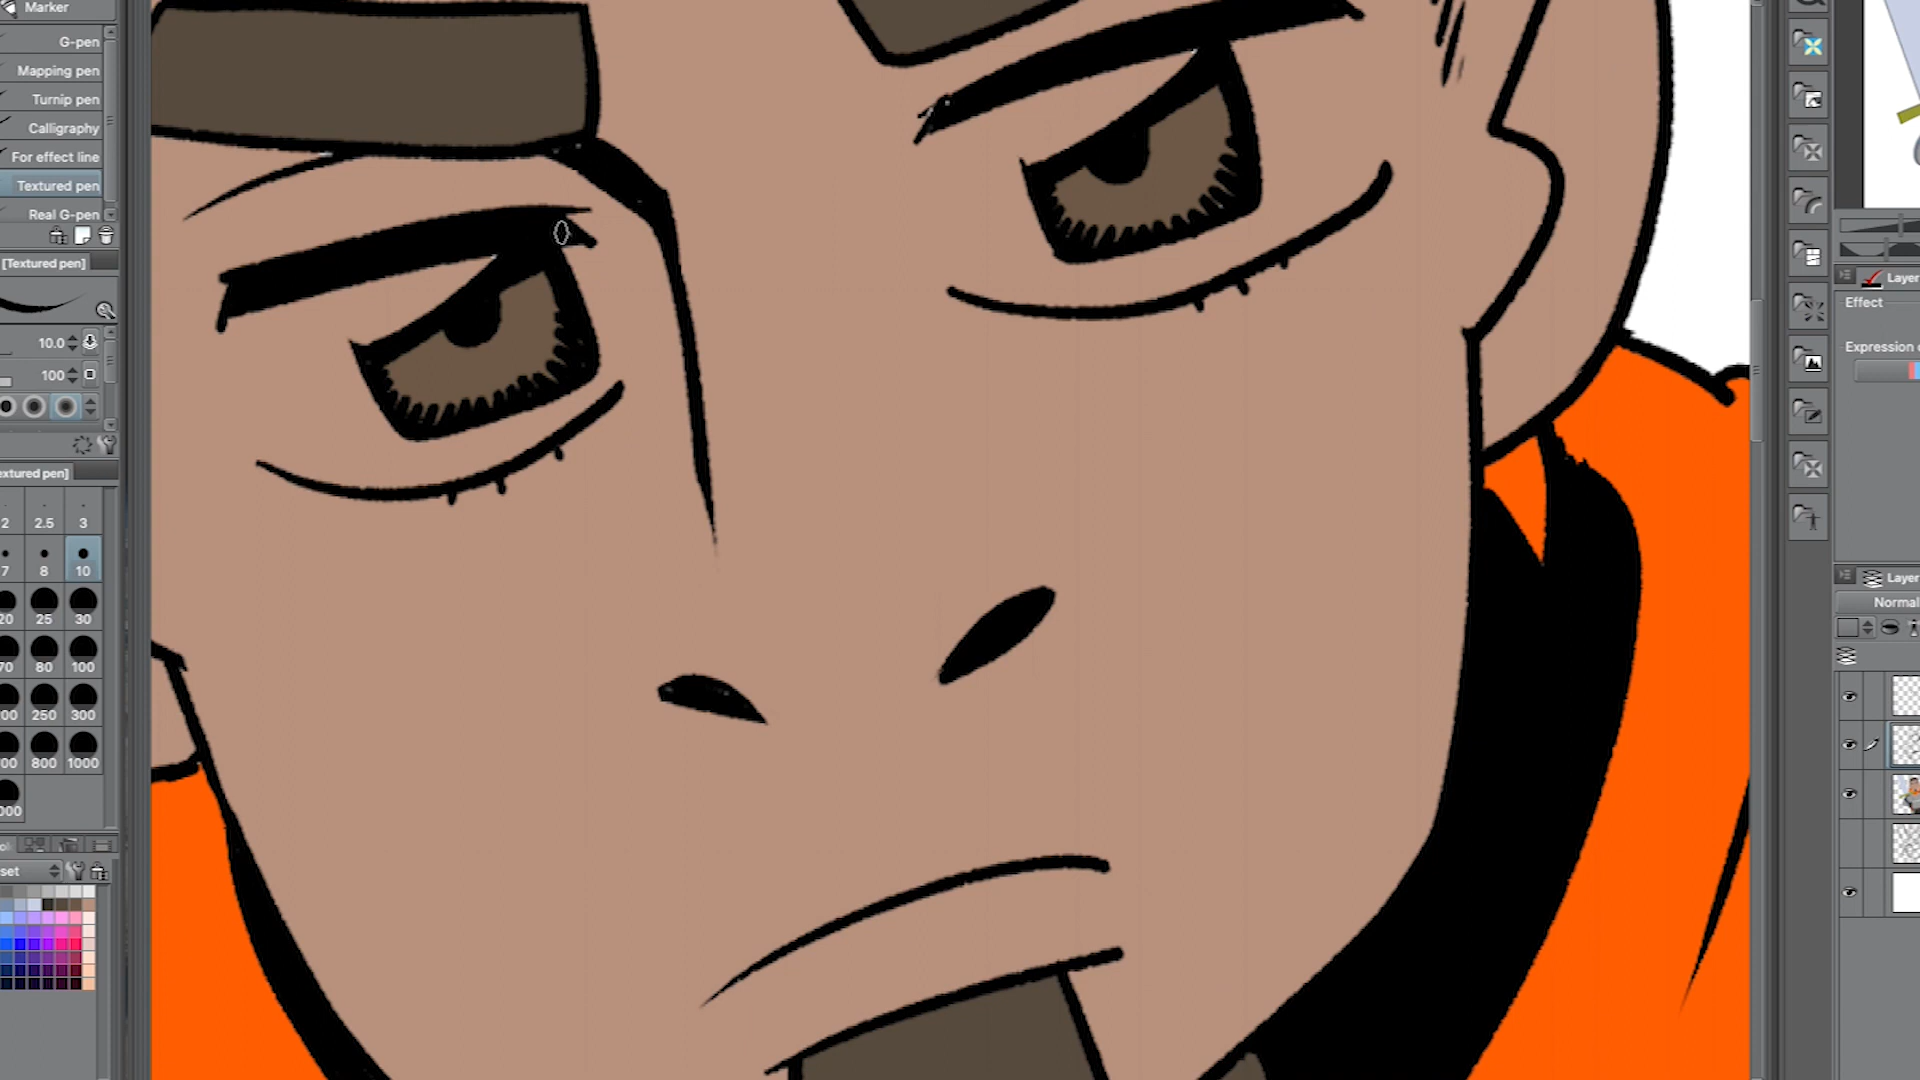 Marker
G-pen
Mapping pen
Turnip pen
Calligraphy
For effect line
Textured pen
Real G-pen
[Textured pen]
10.0
100
extured pen]
2 2.5 3
7 8 10
20 25 30
70 80 100
00 250 300
00 800 1000
000
set
Layer
Effect
Expression c
Layer
Normal